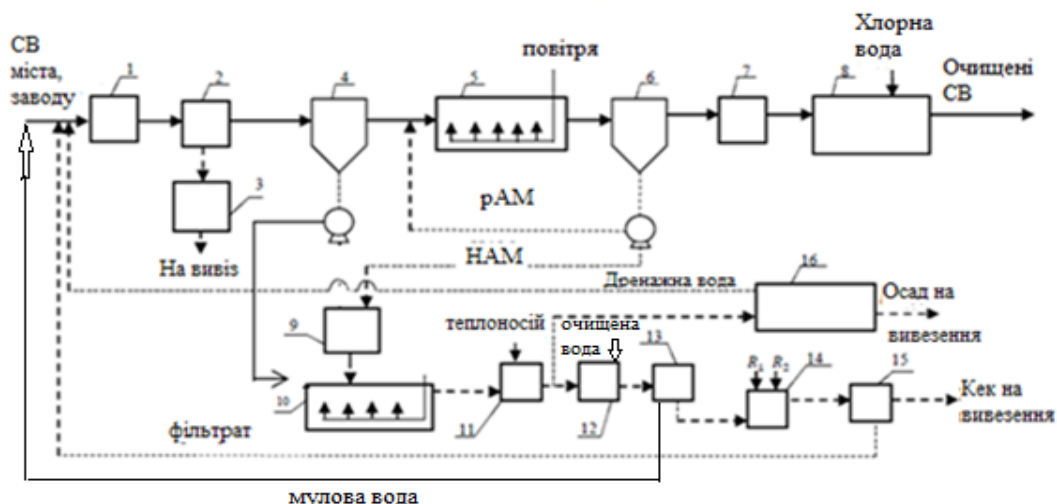 СВ
міста,
заводу
1
2
3
4
5
6
7
8
повітря
Хлорна
вода
Очищені
СВ
На вивіз
рАМ
НАМ
Дренажна вода
16
Осад на
вивезення
9
теплоносій
очищена
вода
13
R1 R2
14
15
Кек на
вивезення
10
11
12
фільтрат
мулова вода